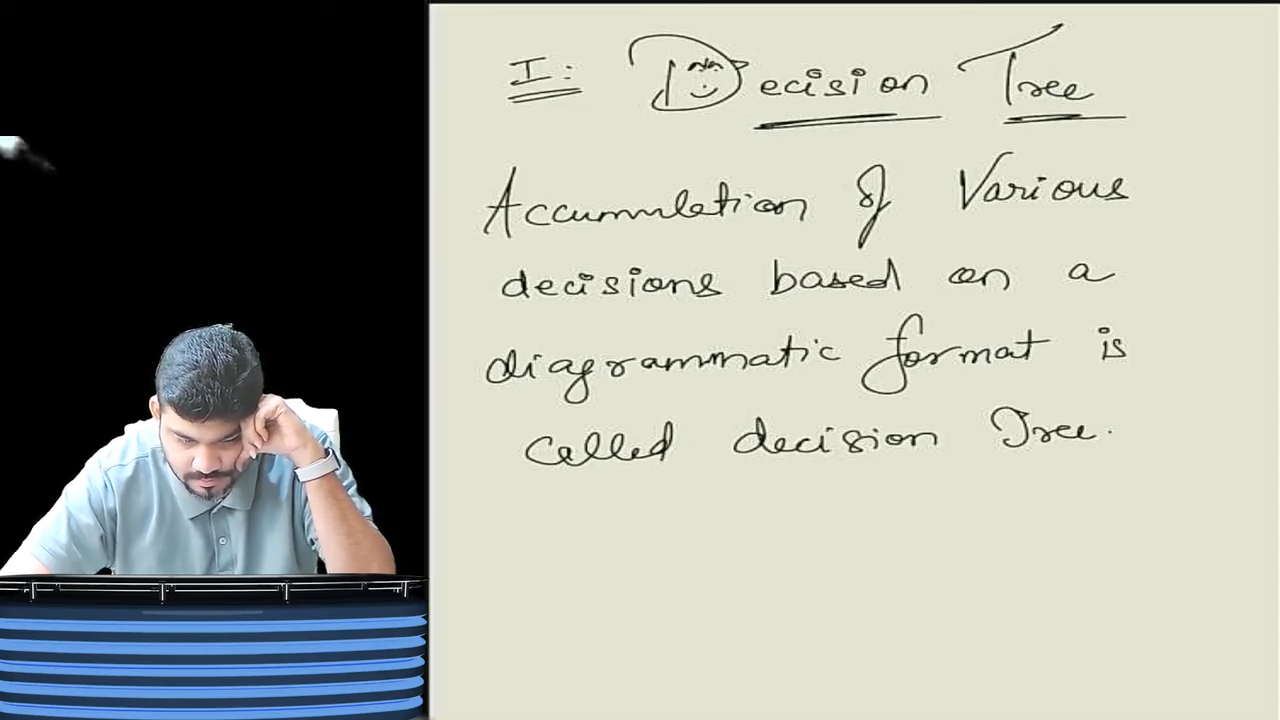 I: Decision Tree
Accumulation of Various
decisions based on a
diagrammatic format is
called decision Tree.